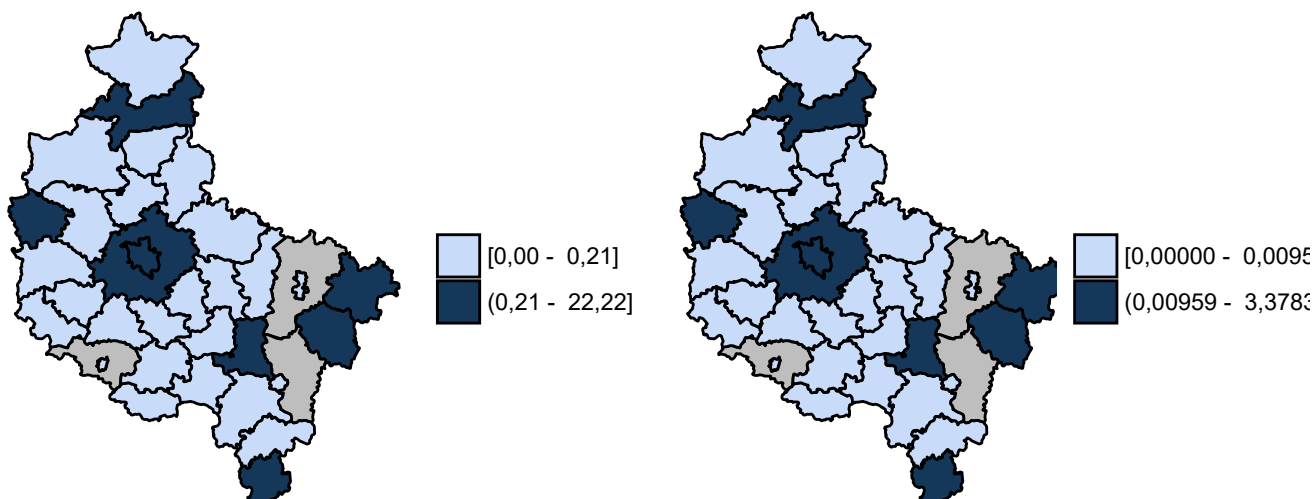 [0,00 - 0,21]
(0,21 - 22,22]
[0,00000 - 0,0095
(0,00959 - 3,3783